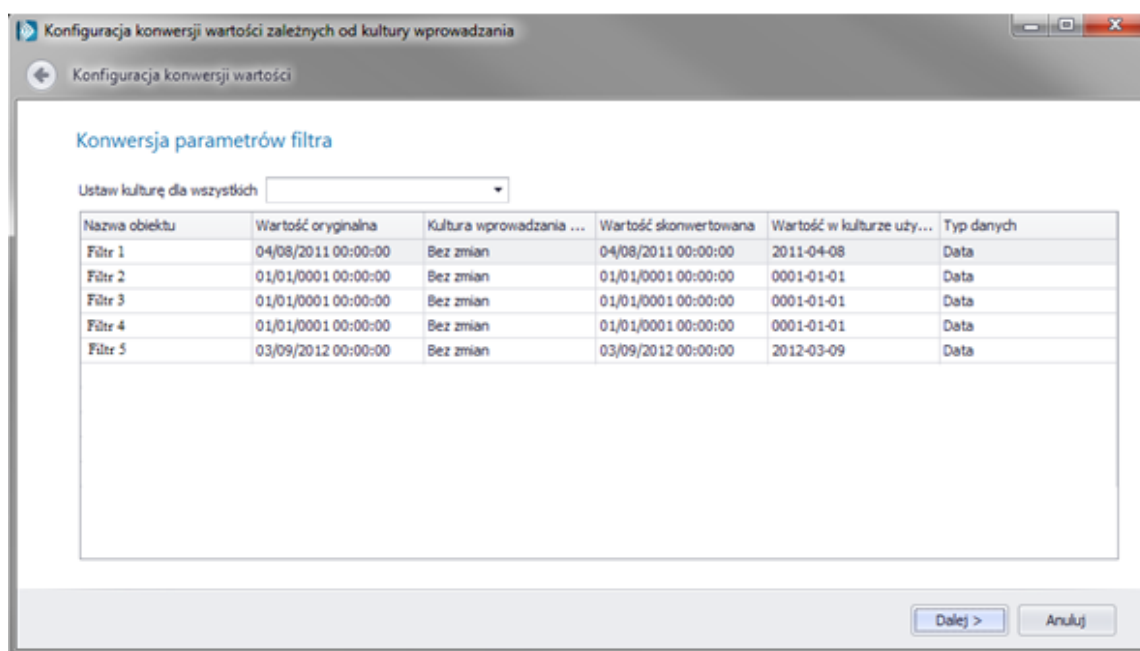 Konfiguracja konwersji wartości zależnych od kultury wprowadzania
Konfiguracja konwersji wartości
Konwersja parametrów filtra
Ustaw kulturę dla wszystkich
Nazwa obiektu Wartość oryginalna Kultura wprowadzania ... Wartość skonwertowana Wartość w kulturze uży... Typ danych
Filtr 1 04/08/2011 00:00:00 Bez zmian 04/08/2011 00:00:00 2011-04-08 Data
Filtr 2 01/01/0001 00:00:00 Bez zmian 01/01/0001 00:00:00 0001-01-01 Data
Filtr 3 01/01/0001 00:00:00 Bez zmian 01/01/0001 00:00:00 0001-01-01 Data
Filtr 4 01/01/0001 00:00:00 Bez zmian 01/01/0001 00:00:00 0001-01-01 Data
Filtr 5 03/09/2012 00:00:00 Bez zmian 03/09/2012 00:00:00 2012-03-09 Data
Dalej > Anuluj